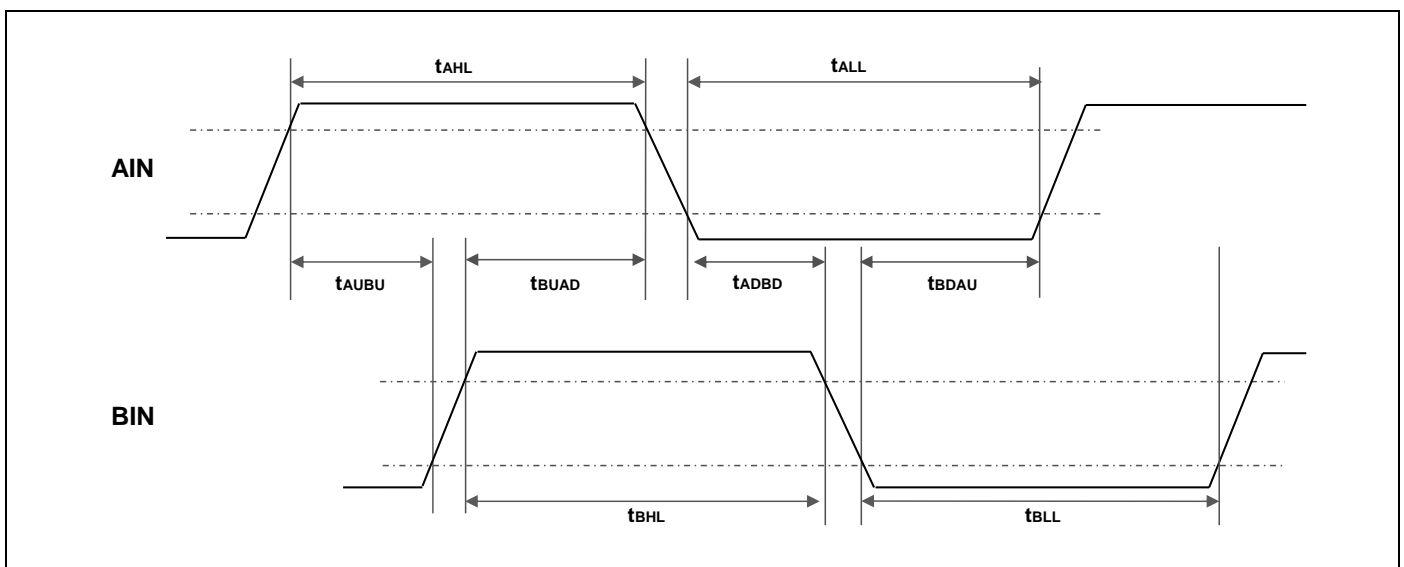 tAHL
tALL
AIN
tAUBU
tBUAD
tADBD
tBDAU
BIN
tBHL
tBLL